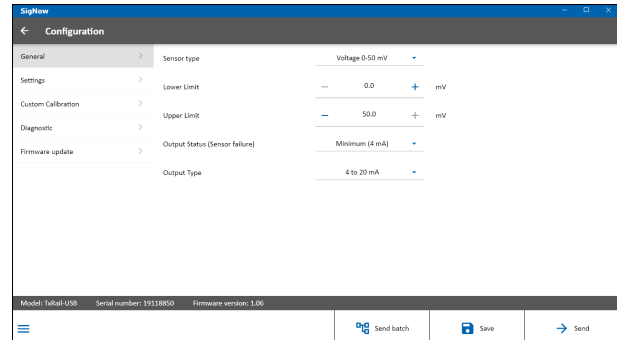 SigNow
Configuration
General
Settings
Custom Calibration
Diagnostic
Firmware update
Sensor type Voltage 0-50 mV
Lower Limit — 0.0 + mV
Upper Limit — 50.0 + mV
Output Status (Sensor failure) Minimum (4 mA)
Output Type 4 to 20 mA
Model: TxRail-USB Serial number: 19118850 Firmware version: 1.06
Send batch Save Send